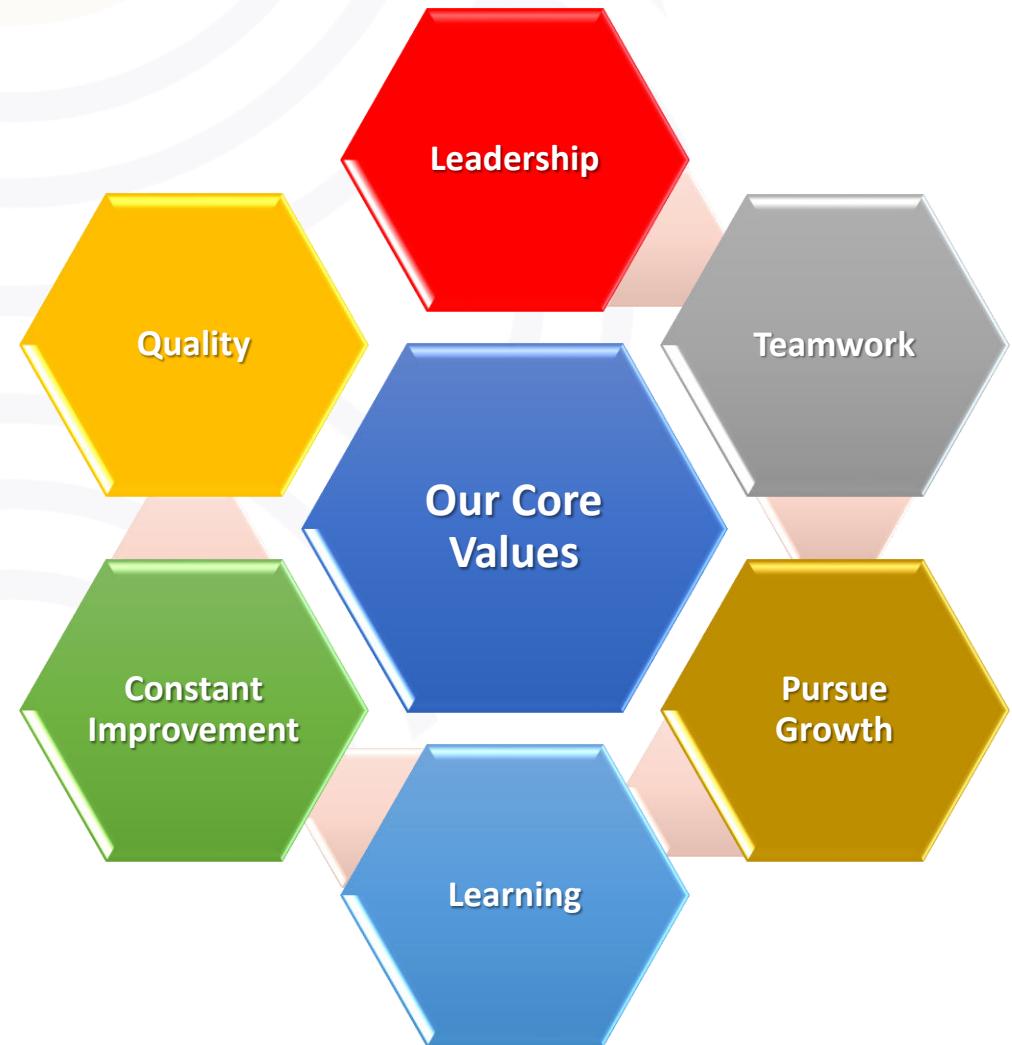 Leadership
Quality
Teamwork
Our Core
Values
Constant
Improvement
Pursue
Growth
Learning